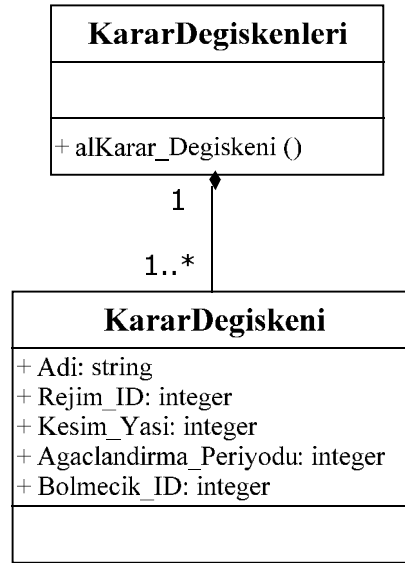 KararDegiskenleri
+ alKarar_Degiskeni ()
1
1..*
KararDegiskeni
+ Adi: string
+ Rejim_ID: integer
+ Kesim_Yasi: integer
+ Agaclandirma_Periyodu: integer
+ Bolmecik_ID: integer